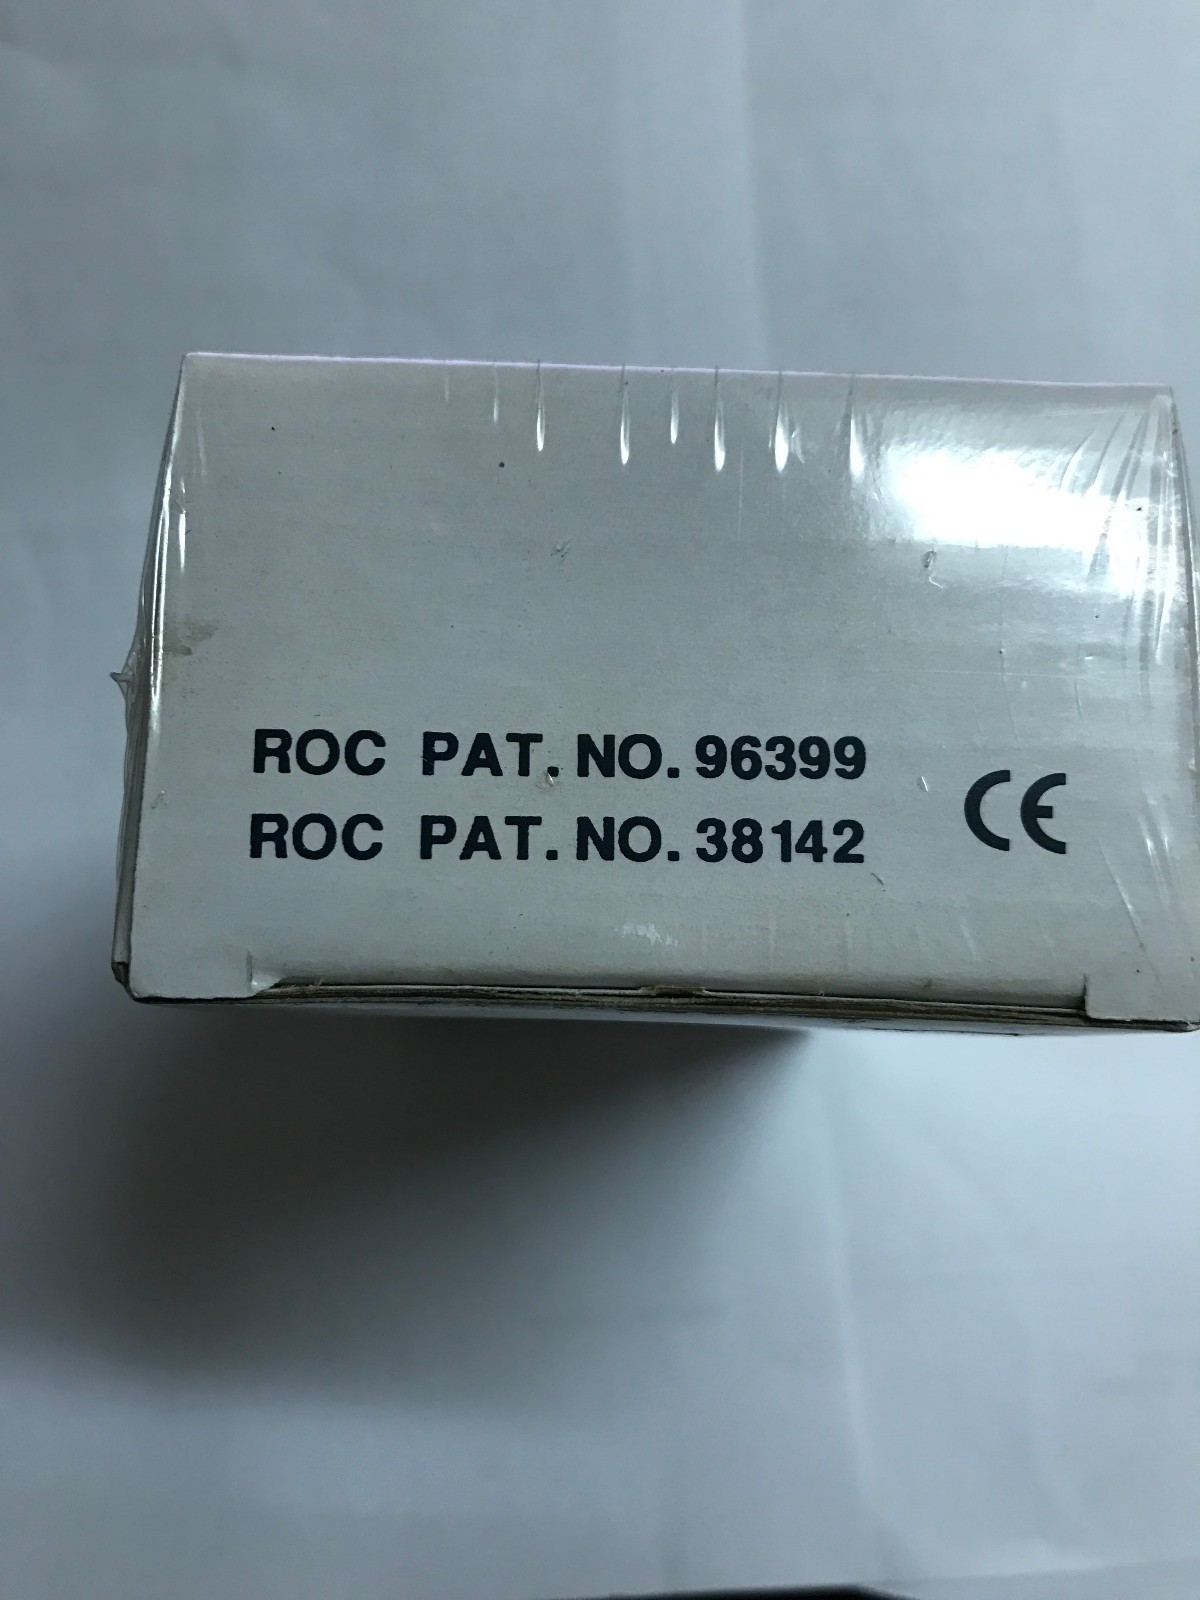 ROC PAT. NO. 96399
ROC PAT. NO. 38142
CE